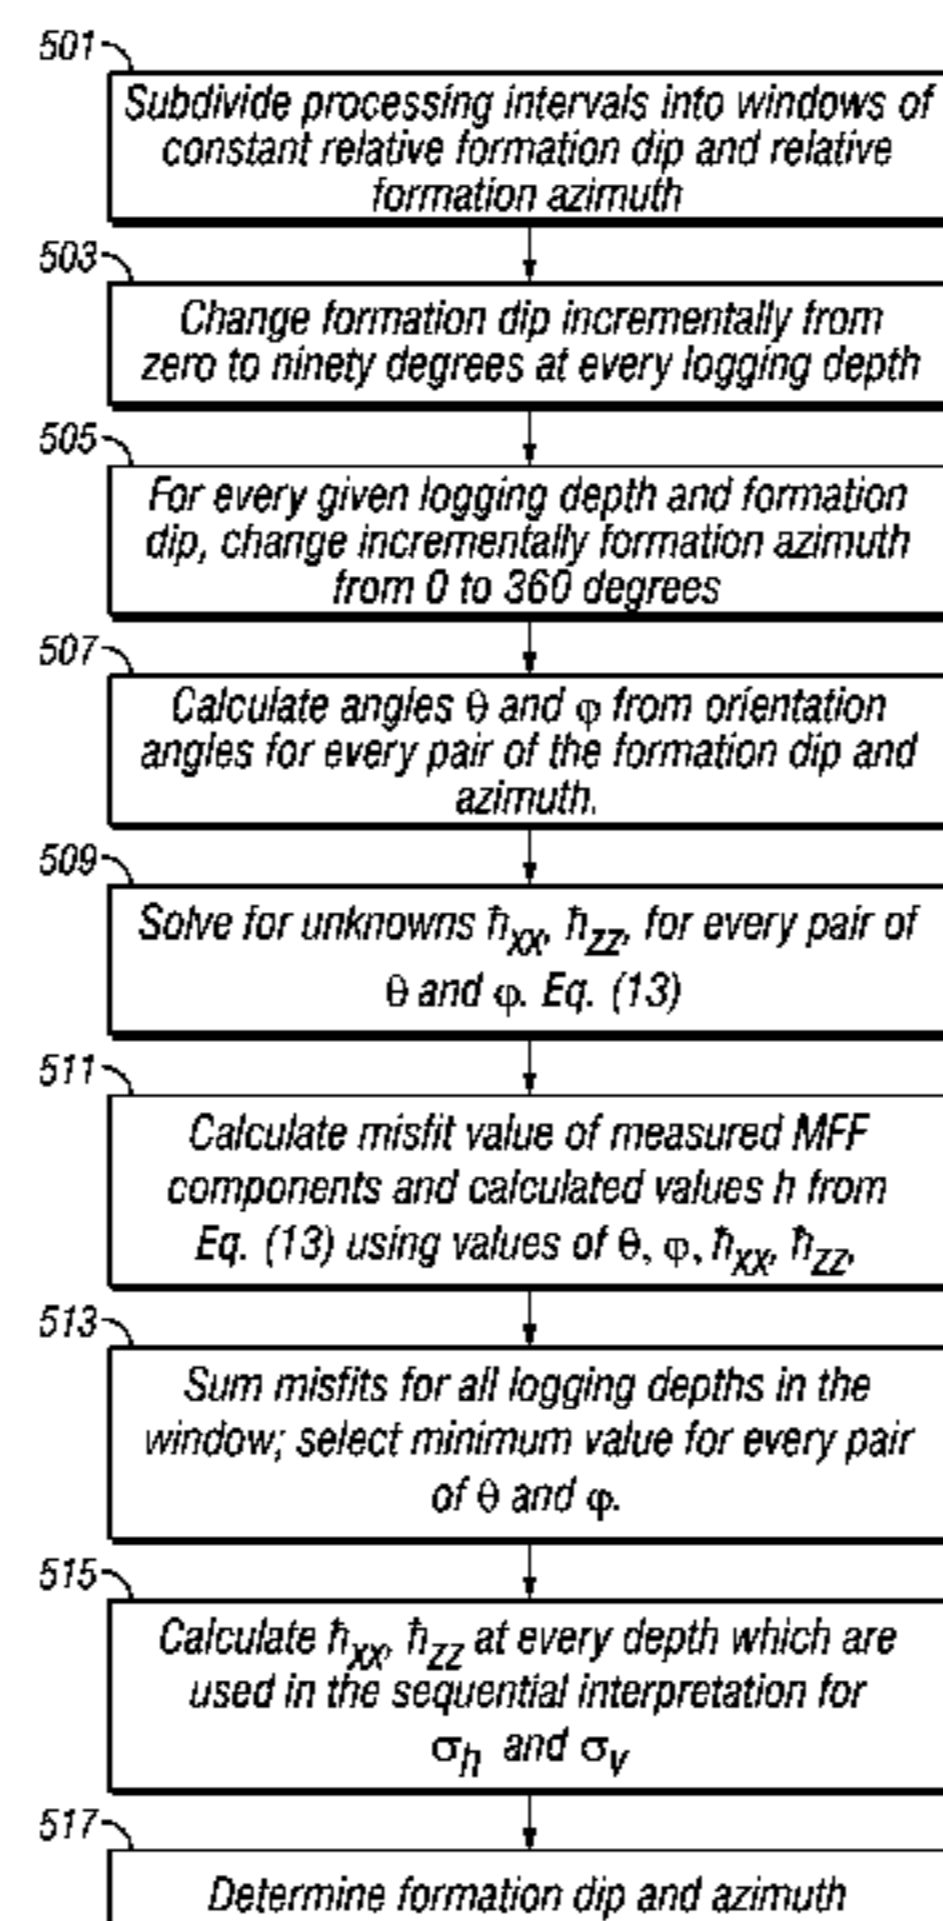 501
Subdivide processing intervals into windows of
constant relative formation dip and relative
formation azimuth
503
Change formation dip incrementally from
zero to ninety degrees at every logging depth
505
For every given logging depth and formation
dip, change incrementally formation azimuth
from 0 to 360 degrees
507
Calculate angles θ and φ from orientation
angles for every pair of the formation dip and
azimuth.
509
Solve for unknowns ħxx, ħzz, for every pair of
θ and φ. Eq. (13)
511
Calculate misfit value of measured MFF
components and calculated values h from
Eq. (13) using values of θ, φ, ħxx, ħzz,
513
Sum misfits for all logging depths in the
window; select minimum value for every pair
of θ and φ.
515
Calculate ħxx, ħzz at every depth which are
used in the sequential interpretation for
σh and σv
517
Determine formation dip and azimuth